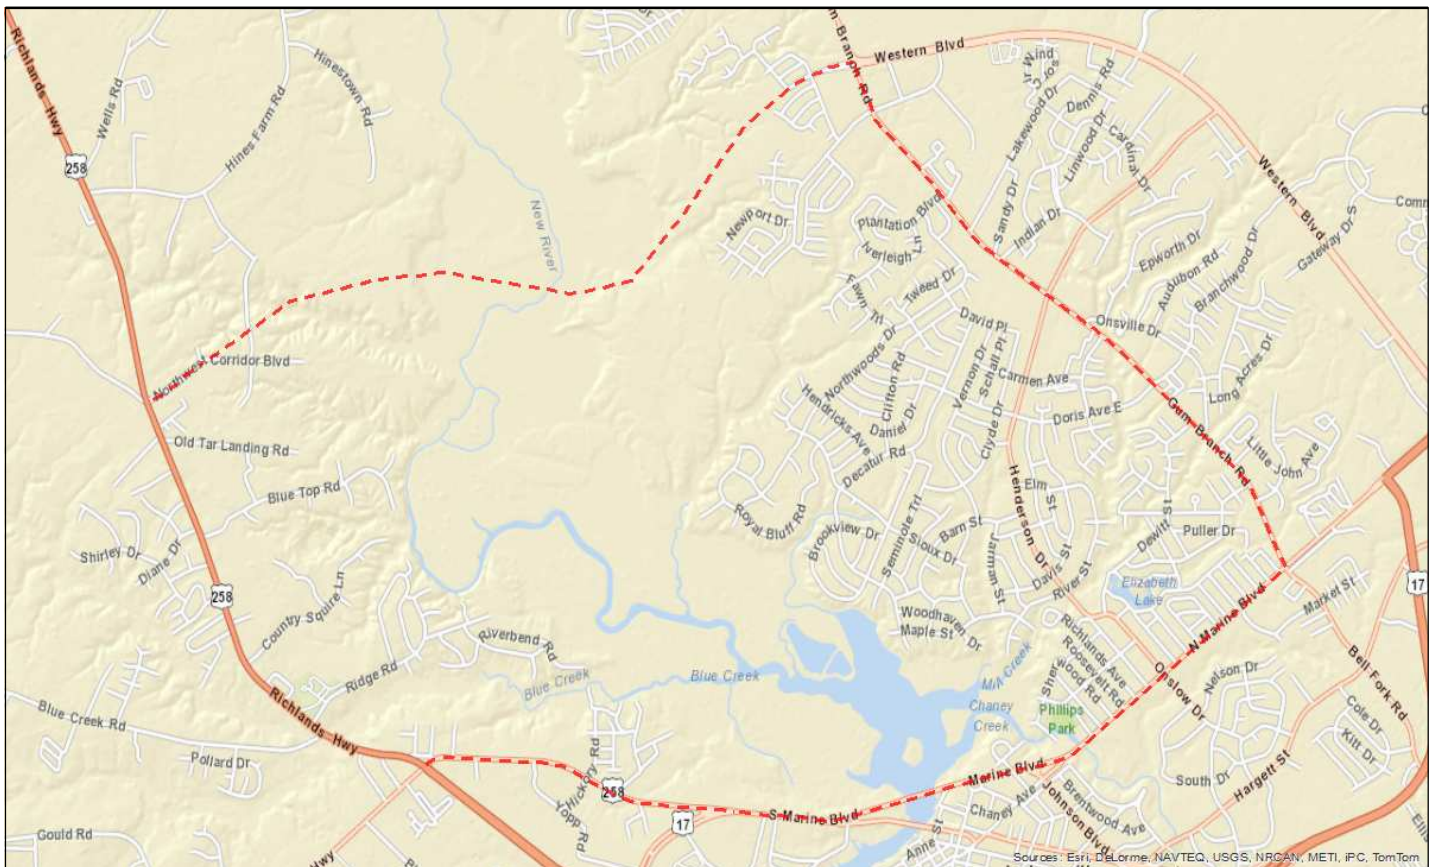 Richlands Hwy
Wells Rd
Hinestown Rd
Hines Farm Rd
258
New River
Branch Rd
Western Blvd
Lakewood Dr
Dennis Rd
Linwood Dr
Cardinal Dr
Sandy Dr
Indian Dr
Western Blvd
Gateway Dr S
Newport Dr
Plantation Blvd
Iverleigh Ln
Tweed Dr
Fawn Trl
Epworth Dr
Audubon Rd
Branchwood Dr
Onsville Dr
David Pl
Schall Pl
Vernon Dr
Northwoods Dr
Clifton Rd
Carmen Ave
Long Acres Dr
Northwest Corridor Blvd
Hendricks Ave
Daniel Dr
Clyde Dr
Doris Ave E
Gum Branch Rd
Little John Ave
Old Tar Landing Rd
Decatur Rd
Henderson Dr
Elm St
Blue Top Rd
Royal Bluff Rd
Brookview Dr
Seminole Trl
Sioux Dr
Barn St
Jarman St
Davis St
River St
Dewitt St
Puller Dr
Shirley Dr
Diane Dr
258
Country Squire Ln
Elizabeth
Lake
Market St
17
Woodhaven Dr
Maple St
N Marine Blvd
Riverbend Rd
Ridge Rd
Blue Creek
Blue Creek
Richlands Ave
Roosevelt Rd
Sherwood Rd
Onslow Dr
Nelson Dr
Bell Fork Rd
Chaney
Creek
Phillips
Park
Cole Dr
Kitt Dr
Blue Creek Rd
Richlands Hwy
Pollard Dr
Hickory Rd
258
Yopp Rd
17
S Marine Blvd
Marine Blvd
Chaney Ave
Johnson Blvd
Brentwood Ave
South Dr
Hargett St
Anne St
Gould Rd
Hwy
Sources: Esri, DeLorme, NAVTEQ, USGS, NRCAN, METI, iPC, TomTom